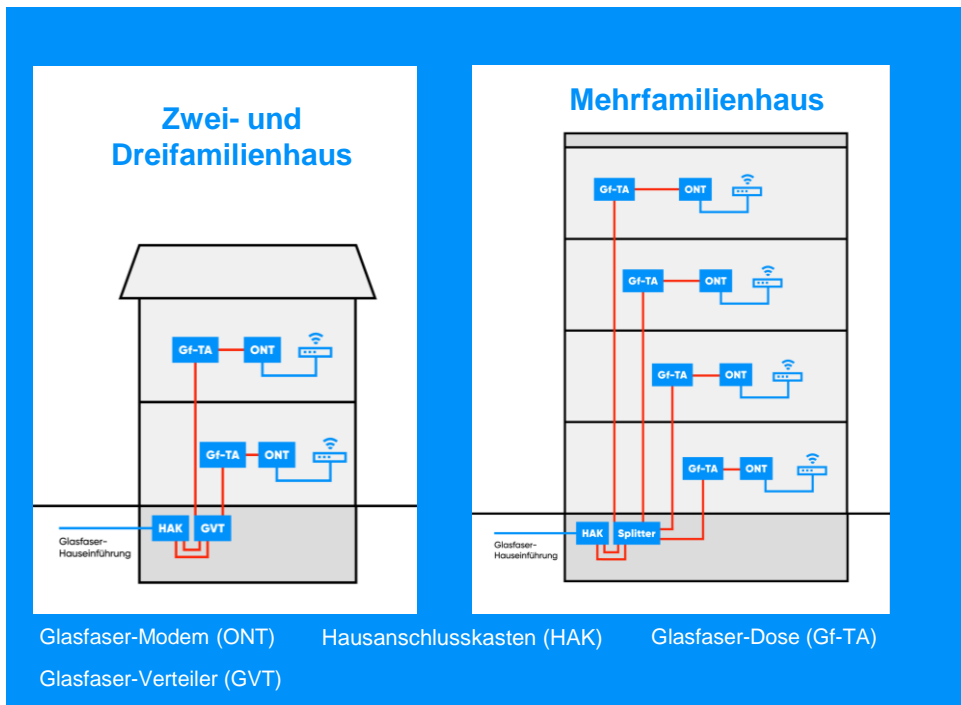 Zwei- und
Dreifamilienhaus
Gf-TA ONT
Gf-TA ONT
HAK GVT
Glasfaser-
Hauseinführung
Mehrfamilienhaus
Gf-TA ONT
Gf-TA ONT
Gf-TA ONT
Gf-TA ONT
HAK Splitter
Glasfaser-
Hauseinführung
Glasfaser-Modem (ONT) Hausanschlusskasten (HAK) Glasfaser-Dose (Gf-TA)
Glasfaser-Verteiler (GVT)